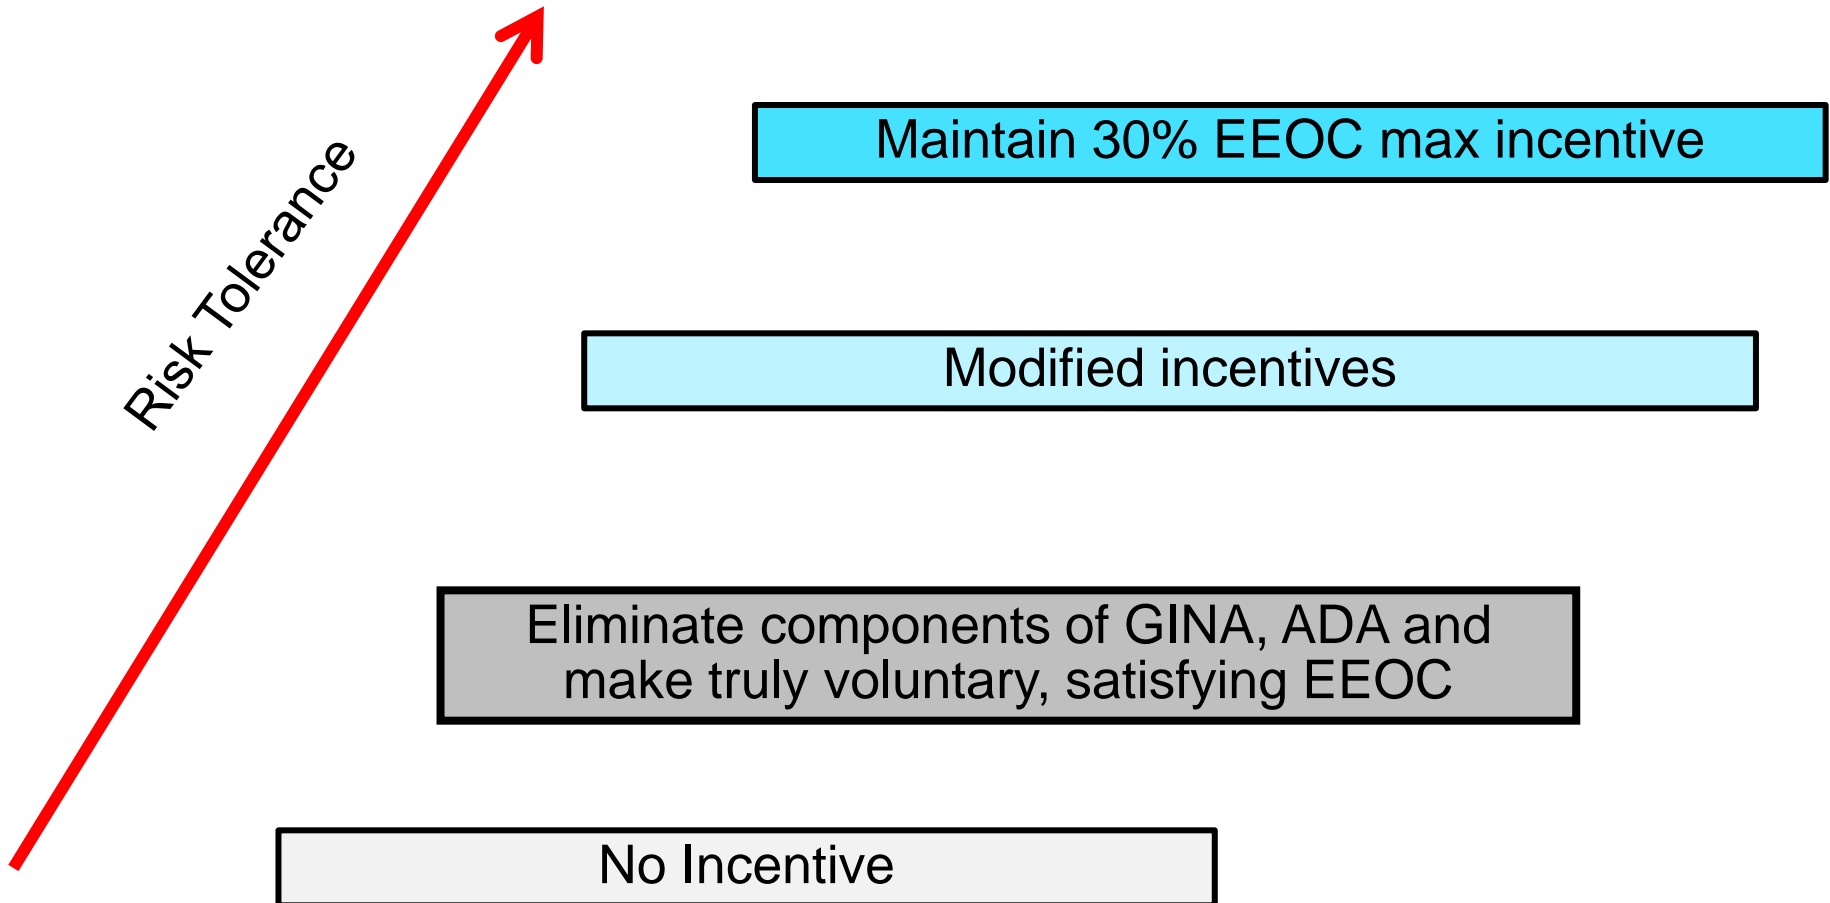 Maintain 30% EEOC max incentive
Risk Tolerance
Modified incentives
Eliminate components of GINA, ADA and
make truly voluntary, satisfying EEOC
No Incentive